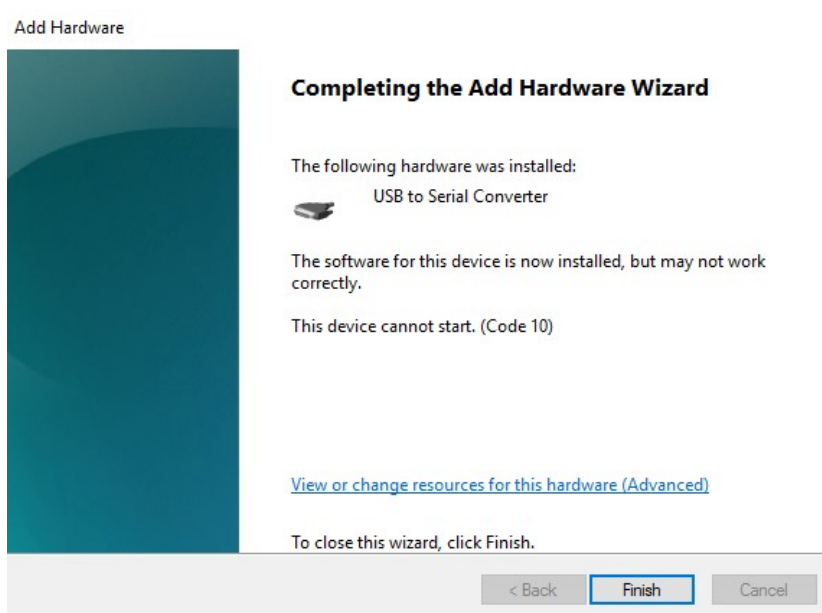 Add Hardware
Completing the Add Hardware Wizard
The following hardware was installed:
USB to Serial Converter
The software for this device is now installed, but may not work
correctly.
This device cannot start. (Code 10)
View or change resources for this hardware (Advanced)
To close this wizard, click Finish.
< Back
Finish
Cancel